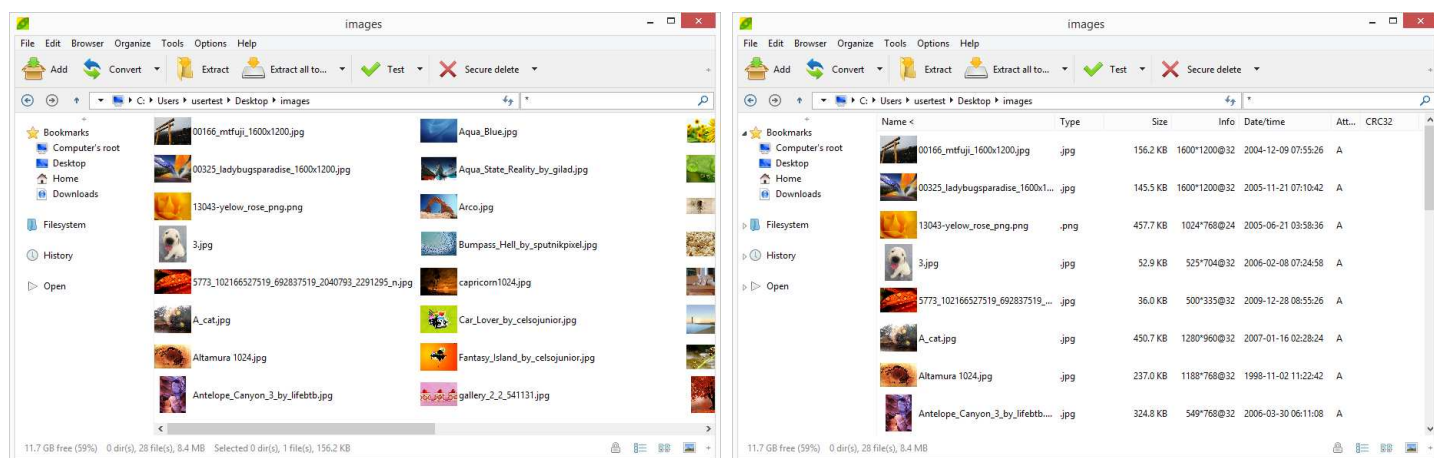 images
File Edit Browser Organize Tools Options Help
Add Convert Extract Extract all to... Test Secure delete
C: Users usertest Desktop images *
Bookmarks
Computer's root
Desktop
Home
Downloads
Filesystem
History
Open
00166_mtfuji_1600x1200.jpg
00325_ladybugsparadise_1600x1200.jpg
13043-yelow_rose_png.png
3.jpg
5773_102166527519_692837519_2040793_2291295_n.jpg
A_cat.jpg
Altamura 1024.jpg
Antelope_Canyon_3_by_lifebtb.jpg
Aqua_Blue.jpg
Aqua_State_Reality_by_gilad.jpg
Arco.jpg
Bumpass_Hell_by_sputnikpixel.jpg
capricorn1024.jpg
Car_Lover_by_celsojunior.jpg
Fantasy_Island_by_celsojunior.jpg
gallery_2_2_541131.jpg
11.7 GB free (59%) 0 dir(s), 28 file(s), 8.4 MB Selected 0 dir(s), 1 file(s), 156.2 KB
images
File Edit Browser Organize Tools Options Help
Add Convert Extract Extract all to... Test Secure delete
C: Users usertest Desktop images *
Bookmarks
Computer's root
Desktop
Home
Downloads
Filesystem
History
Open
Name < Type Size Info Date/time Att... CRC32
00166_mtfuji_1600x1200.jpg .jpg 156.2 KB 1600*1200@32 2004-12-09 07:55:26 A
00325_ladybugsparadise_1600x1... .jpg 145.5 KB 1600*1200@32 2005-11-21 07:10:42 A
13043-yelow_rose_png.png .png 457.7 KB 1024*768@24 2005-06-21 03:58:36 A
3.jpg .jpg 52.9 KB 525*704@32 2006-02-08 07:24:58 A
5773_102166527519_692837519_... .jpg 36.0 KB 500*335@32 2009-12-28 08:55:26 A
A_cat.jpg .jpg 450.7 KB 1280*960@32 2007-01-16 02:28:24 A
Altamura 1024.jpg .jpg 237.0 KB 1188*768@32 1998-11-02 11:22:42 A
Antelope_Canyon_3_by_lifebtb.... .jpg 324.8 KB 549*768@32 2006-03-30 06:11:08 A
11.7 GB free (59%) 0 dir(s), 28 file(s), 8.4 MB